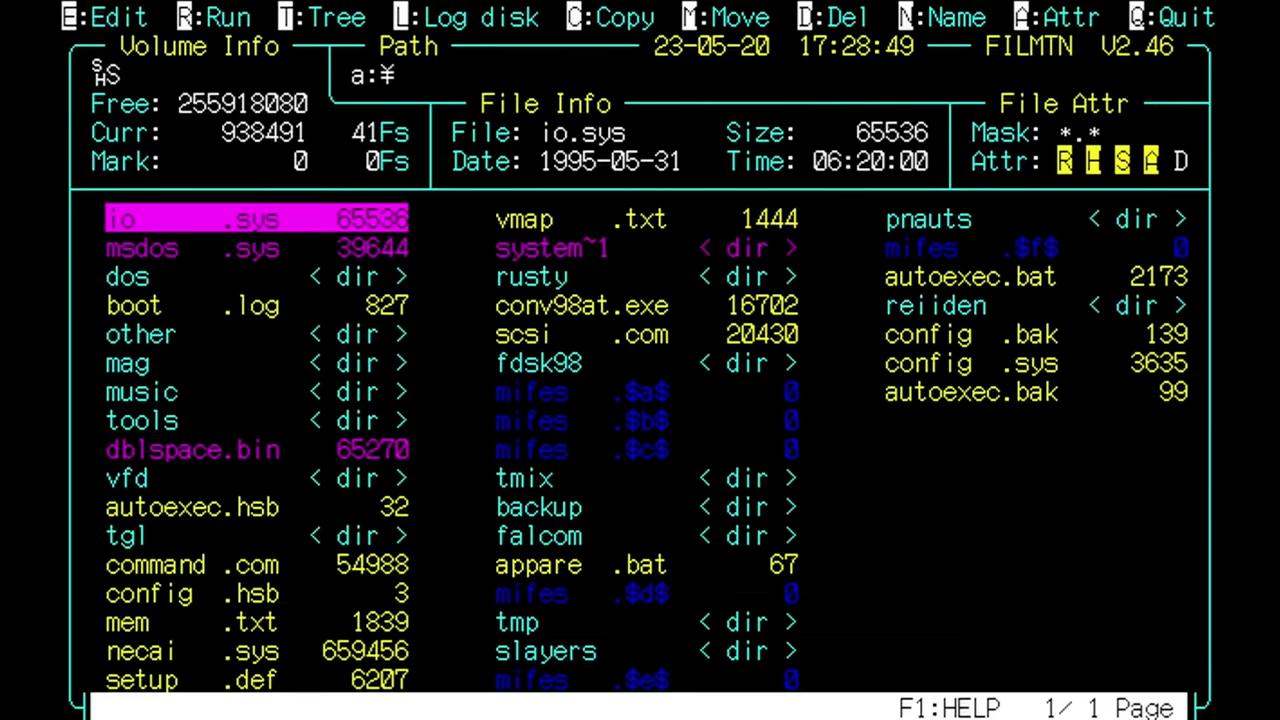 E:Edit R:Run T:Tree L:Log disk C:Copy M:Move D:Del N:Name A:Attr Q:Quit
Volume Info Path 23-05-20 17:28:49 FILMTN V2.46
SHS a:¥
Free: 255918080 File Info File Attr
Curr: 938491 41Fs File: io.sys Size: 65536 Mask: *.*
Mark: 0 0Fs Date: 1995-05-31 Time: 06:20:00 Attr: R H S A D
io .sys 65536 vmap .txt 1444 pnauts < dir >
msdos .sys 39644 system~1 < dir > mifes .$f$ 0
dos < dir > rusty < dir > autoexec.bat 2173
boot .log 827 conv98at.exe 16702 reiiden < dir >
other < dir > scsi .com 20430 config .bak 139
mag < dir > fdsk98 < dir > config .sys 3635
music < dir > mifes .$a$ 0 autoexec.bak 99
tools < dir > mifes .$b$ 0
dblspace.bin 65270 mifes .$c$ 0
vfd < dir > tmix < dir >
autoexec.hsb 32 backup < dir >
tgl < dir > falcom < dir >
command .com 54988 appare .bat 67
config .hsb 3 mifes .$d$ 0
mem .txt 1839 tmp < dir >
necai .sys 659456 slayers < dir >
setup .def 6207 mifes .$e$ 0
F1:HELP 1/ 1 Page